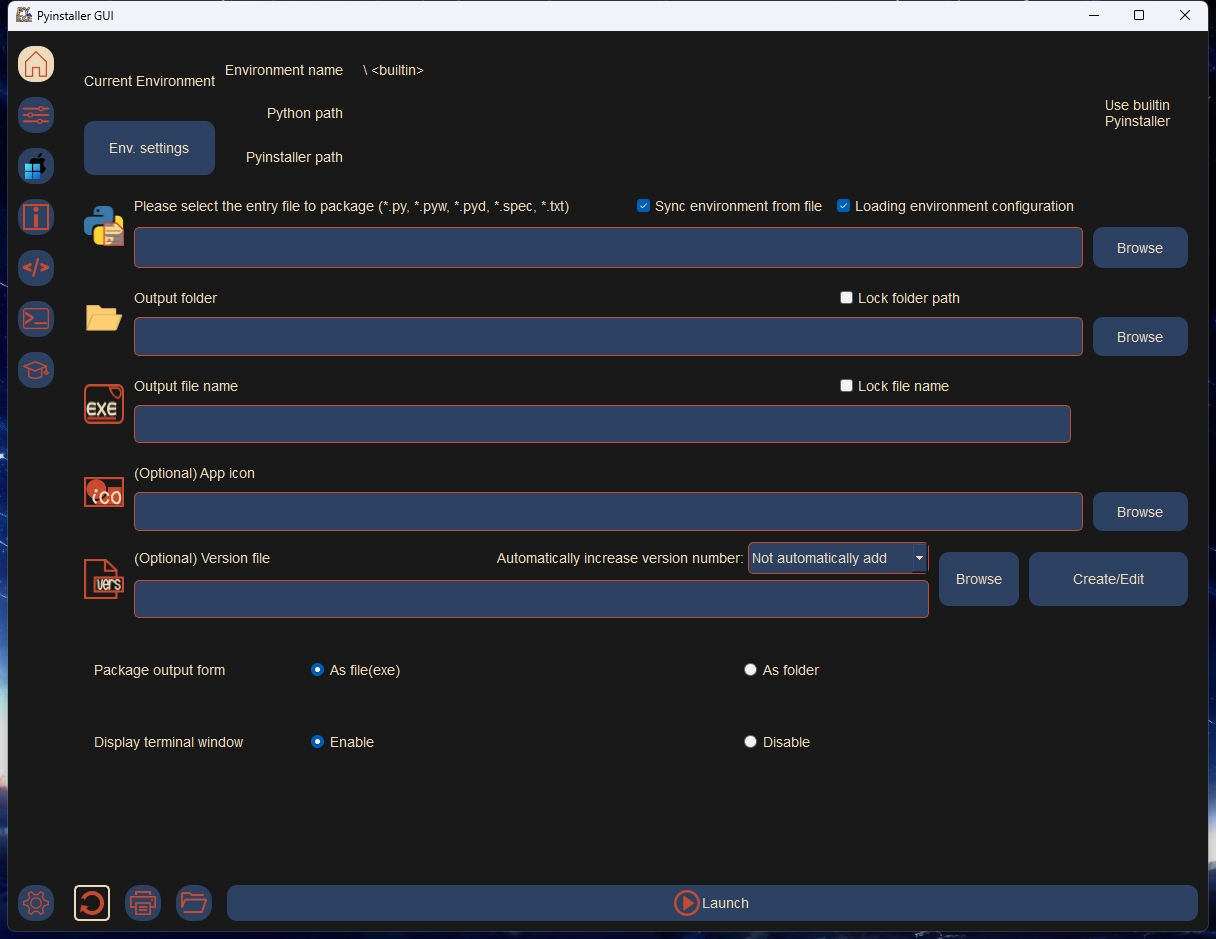 Pyinstaller GUI
Current Environment
Environment name \ <builtin>
Python path
Use builtin
Pyinstaller
Env. settings
Pyinstaller path
Please select the entry file to package (*.py, *.pyw, *.pyd, *.spec, *.txt) Sync environment from file Loading environment configuration
Browse
Output folder Lock folder path
Browse
Output file name Lock file name
EXE
(Optional) App icon
ico
Browse
(Optional) Version file Automatically increase version number: Not automatically add
vers
Browse Create/Edit
Package output form As file(exe) As folder
Display terminal window Enable Disable
Launch